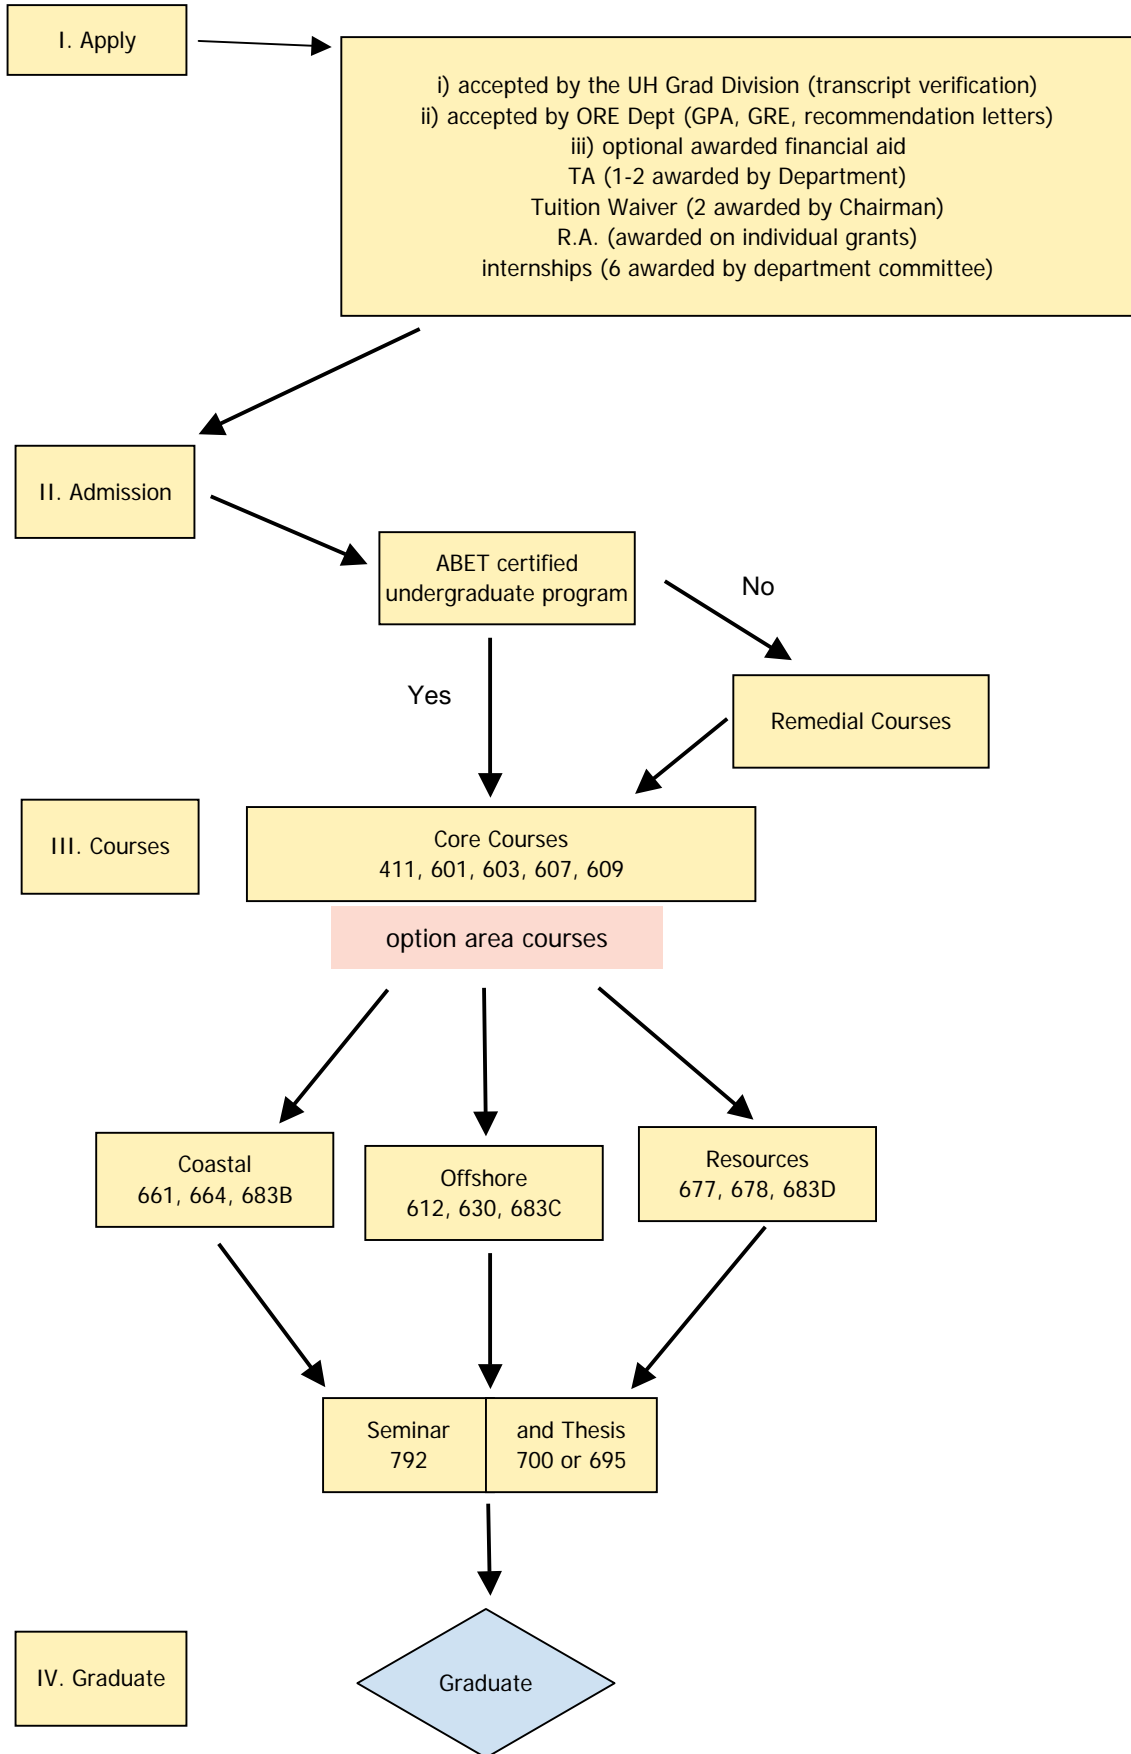 I. Apply
i) accepted by the UH Grad Division (transcript verification)
ii) accepted by ORE Dept (GPA, GRE, recommendation letters)
iii) optional awarded financial aid
TA (1-2 awarded by Department)
Tuition Waiver (2 awarded by Chairman)
R.A. (awarded on individual grants)
internships (6 awarded by department committee)
II. Admission
ABET certified
undergraduate program
No
Yes
Remedial Courses
III. Courses
Core Courses
411, 601, 603, 607, 609
option area courses
Coastal
661, 664, 683B
Offshore
612, 630, 683C
Resources
677, 678, 683D
Seminar
792
and Thesis
700 or 695
IV. Graduate
Graduate